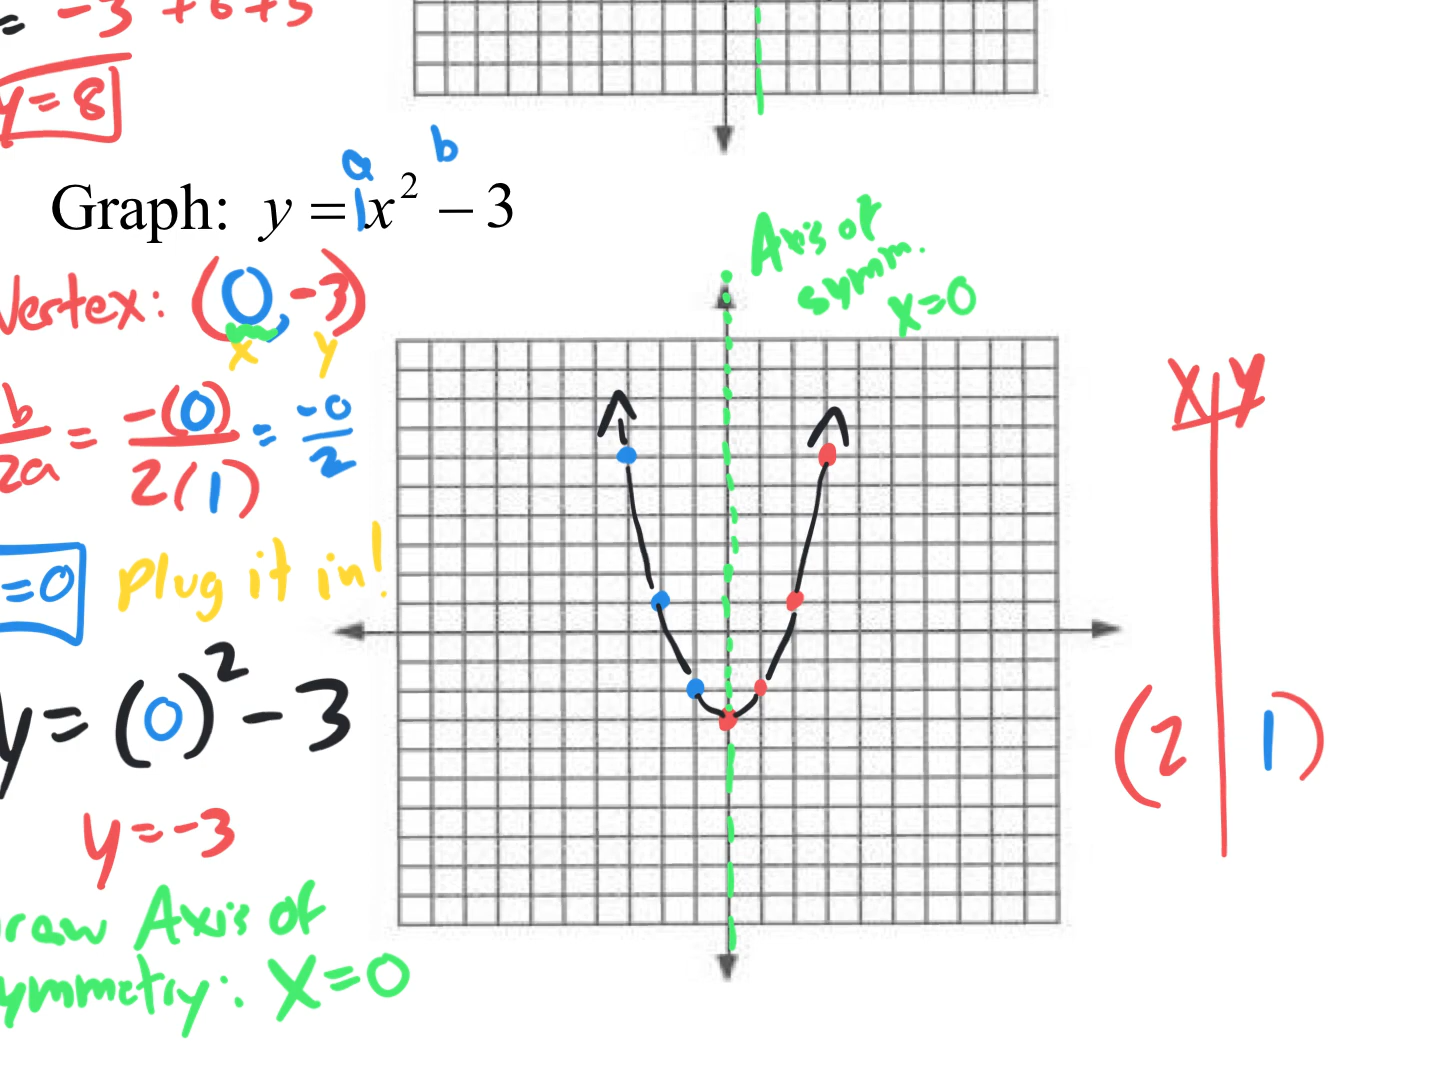 = -3 + 6 + 5
y = 8
a b
Graph: y = 1x² - 3
Vertex: (0, -3)
x y
b/2a = -(0)/2(1) = -0/2
=0 plug it in!
y = (0)² - 3
y = -3
raw Axis of
ymmetry: x=0
Axis of
symm.
x=0
x y
(2 1)